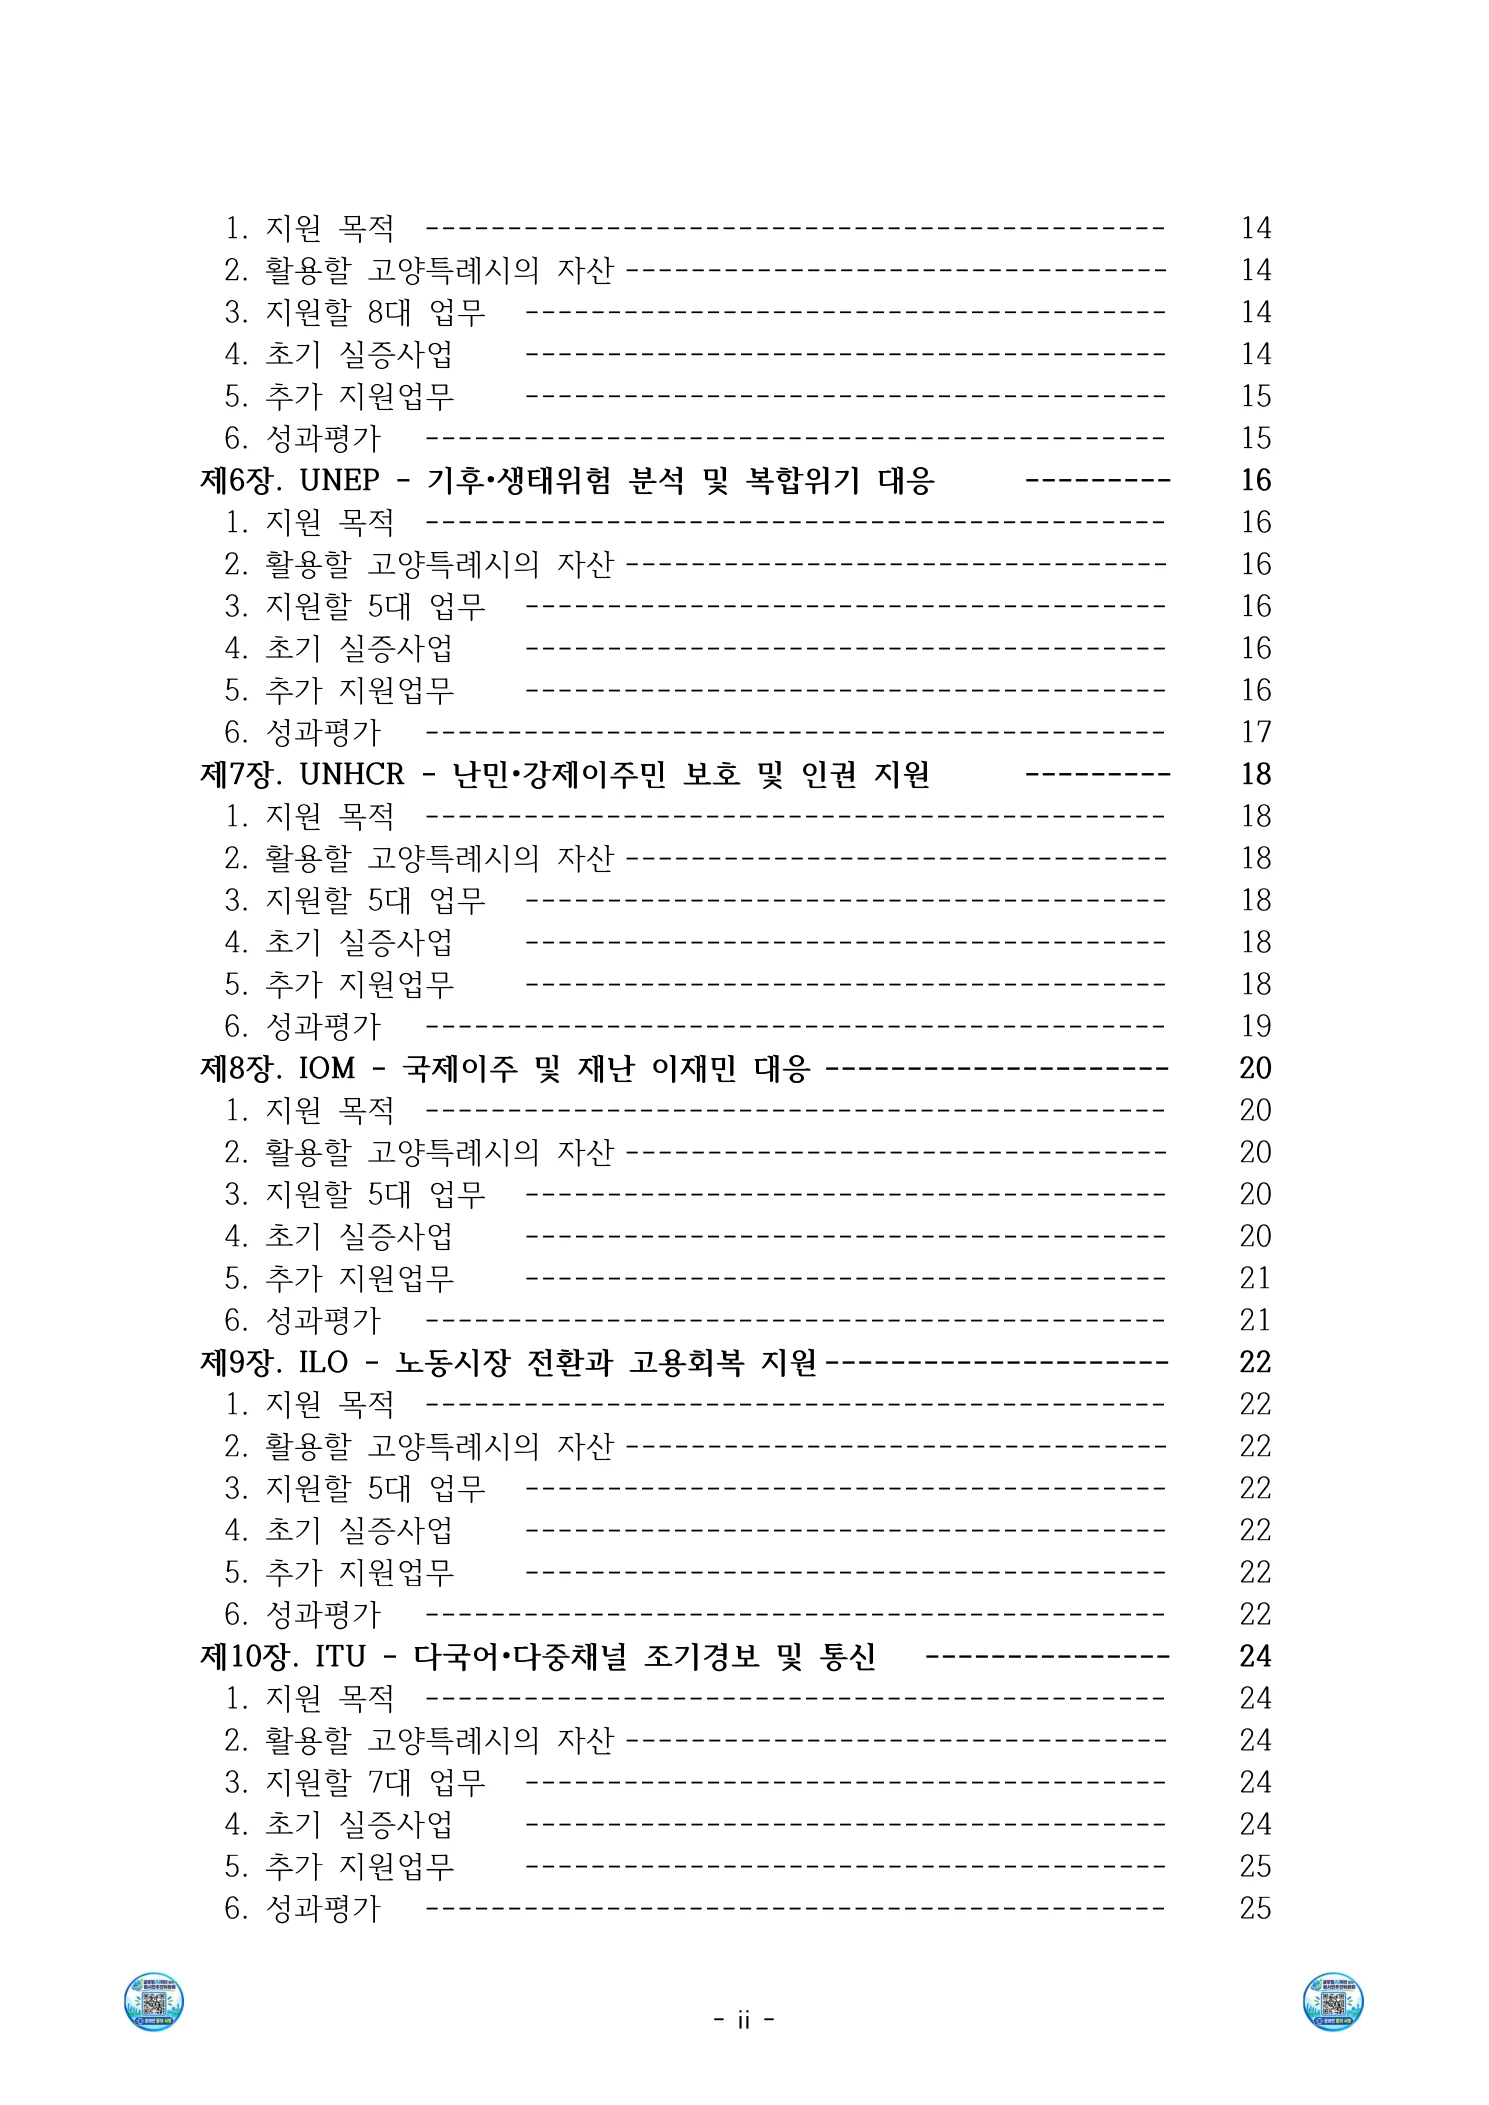 1. 지원 목적 --------------------------------------------- 14
2. 활용할 고양특례시의 자산 --------------------------------- 14
3. 지원할 8대 업무 --------------------------------------- 14
4. 초기 실증사업 --------------------------------------- 14
5. 추가 지원업무 --------------------------------------- 15
6. 성과평가 --------------------------------------------- 15
제6장. UNEP - 기후•생태위험 분석 및 복합위기 대응 --------- 16
1. 지원 목적 --------------------------------------------- 16
2. 활용할 고양특례시의 자산 --------------------------------- 16
3. 지원할 5대 업무 --------------------------------------- 16
4. 초기 실증사업 --------------------------------------- 16
5. 추가 지원업무 --------------------------------------- 16
6. 성과평가 --------------------------------------------- 17
제7장. UNHCR - 난민•강제이주민 보호 및 인권 지원 --------- 18
1. 지원 목적 --------------------------------------------- 18
2. 활용할 고양특례시의 자산 --------------------------------- 18
3. 지원할 5대 업무 --------------------------------------- 18
4. 초기 실증사업 --------------------------------------- 18
5. 추가 지원업무 --------------------------------------- 18
6. 성과평가 --------------------------------------------- 19
제8장. IOM - 국제이주 및 재난 이재민 대응 --------------------- 20
1. 지원 목적 --------------------------------------------- 20
2. 활용할 고양특례시의 자산 --------------------------------- 20
3. 지원할 5대 업무 --------------------------------------- 20
4. 초기 실증사업 --------------------------------------- 20
5. 추가 지원업무 --------------------------------------- 21
6. 성과평가 --------------------------------------------- 21
제9장. ILO - 노동시장 전환과 고용회복 지원 --------------------- 22
1. 지원 목적 --------------------------------------------- 22
2. 활용할 고양특례시의 자산 --------------------------------- 22
3. 지원할 5대 업무 --------------------------------------- 22
4. 초기 실증사업 --------------------------------------- 22
5. 추가 지원업무 --------------------------------------- 22
6. 성과평가 --------------------------------------------- 22
제10장. ITU - 다국어•다중채널 조기경보 및 통신 --------------- 24
1. 지원 목적 --------------------------------------------- 24
2. 활용할 고양특례시의 자산 --------------------------------- 24
3. 지원할 7대 업무 --------------------------------------- 24
4. 초기 실증사업 --------------------------------------- 24
5. 추가 지원업무 --------------------------------------- 25
6. 성과평가 --------------------------------------------- 25
- ii -